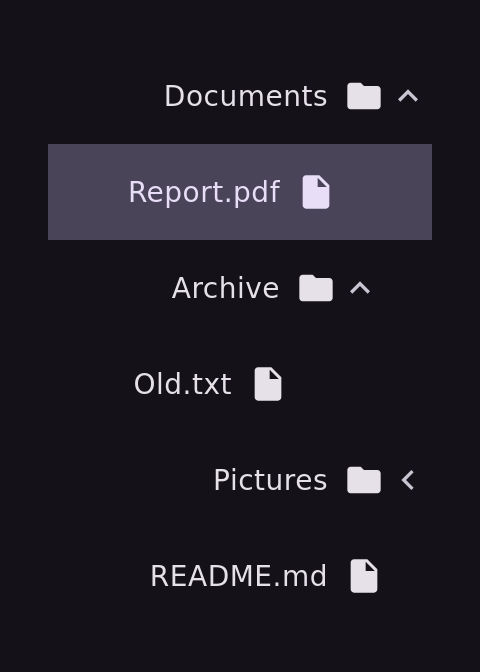 Documents
Report.pdf
Archive
Old.txt
Pictures
README.md